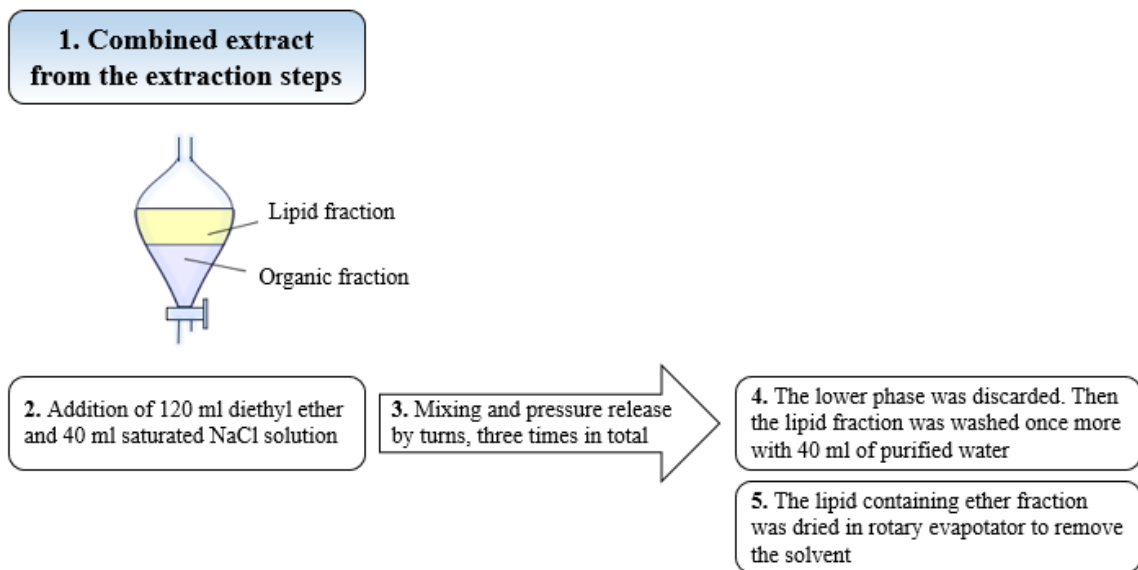 1. Combined extract
from the extraction steps
Lipid fraction
Organic fraction
2. Addition of 120 ml diethyl ether
and 40 ml saturated NaCl solution
3. Mixing and pressure release
by turns, three times in total
4. The lower phase was discarded. Then
the lipid fraction was washed once more
with 40 ml of purified water
5. The lipid containing ether fraction
was dried in rotary evapotator to remove
the solvent